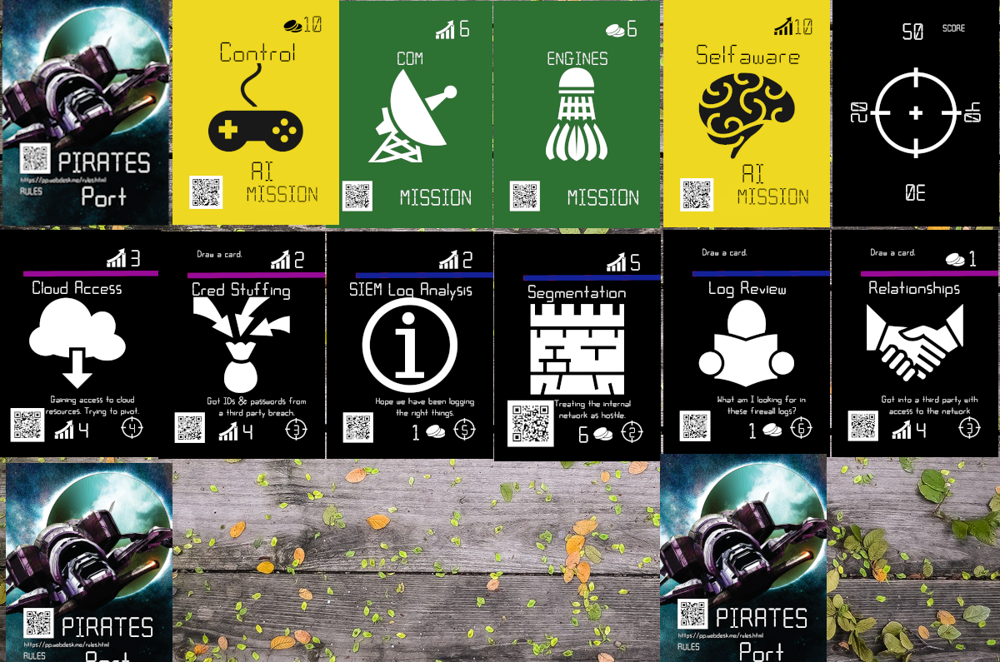 PIRATES
https://pp.webdesk.me/rules.html
RULES
Port
10
Control
AI
MISSION
6
COM
MISSION
6
ENGINES
MISSION
10
Selfaware
AI
MISSION
50
SCORE
20
40
30
3
Cloud Access
Gaining access to cloud
resources. Trying to pivot.
4
4
Draw a card.
2
Cred Stuffing
Got IDs & passwords from
a third party breach.
4
3
2
SIEM Log Analysis
Hope we have been logging
the right things.
1
5
5
Segmentation
Treating the internal
network as hostile.
6
2
Draw a card.
Log Review
What am I looking for in
these firewall logs?
1
6
Draw a card.
1
Relationships
Got into a third party with
access to the network
4
3
PIRATES
https://pp.webdesk.me/rules.html
RULES
Port
PIRATES
https://pp.webdesk.me/rules.html
RULES
Port